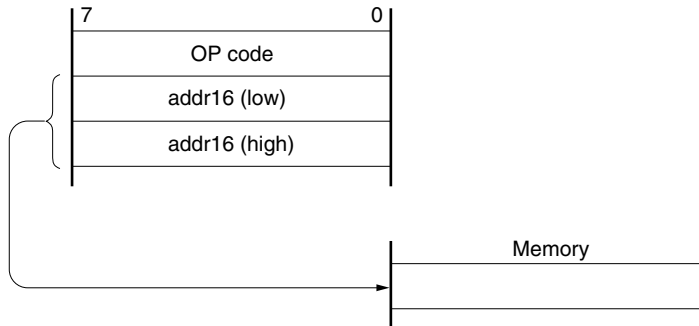 7 0
OP code
addr16 (low)
addr16 (high)
Memory